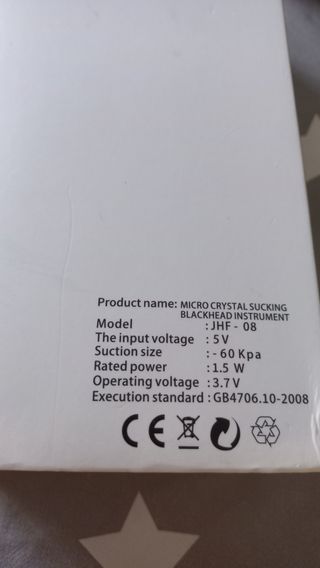 Product name: MICRO CRYSTAL SUCKING
BLACKHEAD INSTRUMENT
Model : JHF - 08
The input voltage : 5V
Suction size : - 60 Kpa
Rated power : 1.5 W
Operating voltage : 3.7 V
Execution standard : GB4706.10-2008
CE